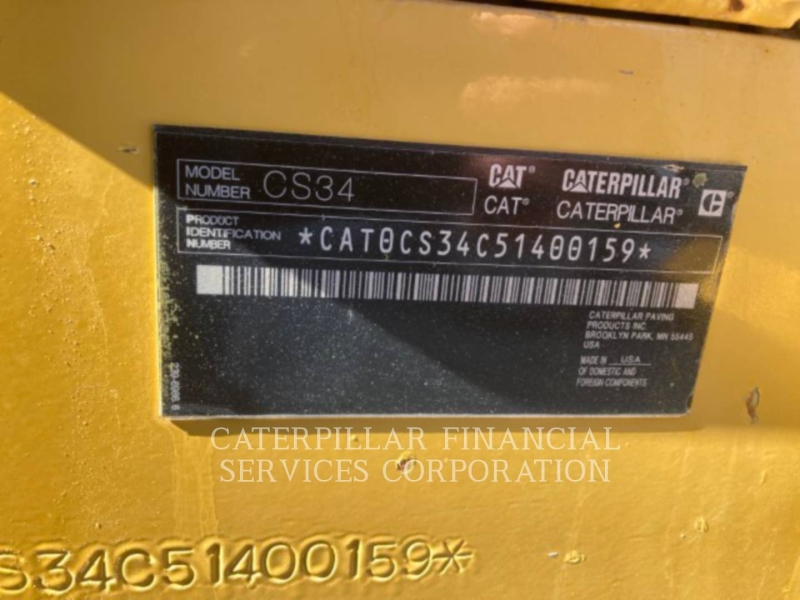 MODEL
NUMBER CS34
CAT® CATERPILLAR®
CAT® CATERPILLAR®
PRODUCT
IDENTIFICATION
NUMBER *CAT0CS34C51400159*
CATERPILLAR PAVING
PRODUCTS INC.
BROOKLYN PARK, MN 55445
USA
MADE IN USA
OF DOMESTIC AND
FOREIGN COMPONENTS
CATERPILLAR FINANCIAL
SERVICES CORPORATION
S34C51400159*